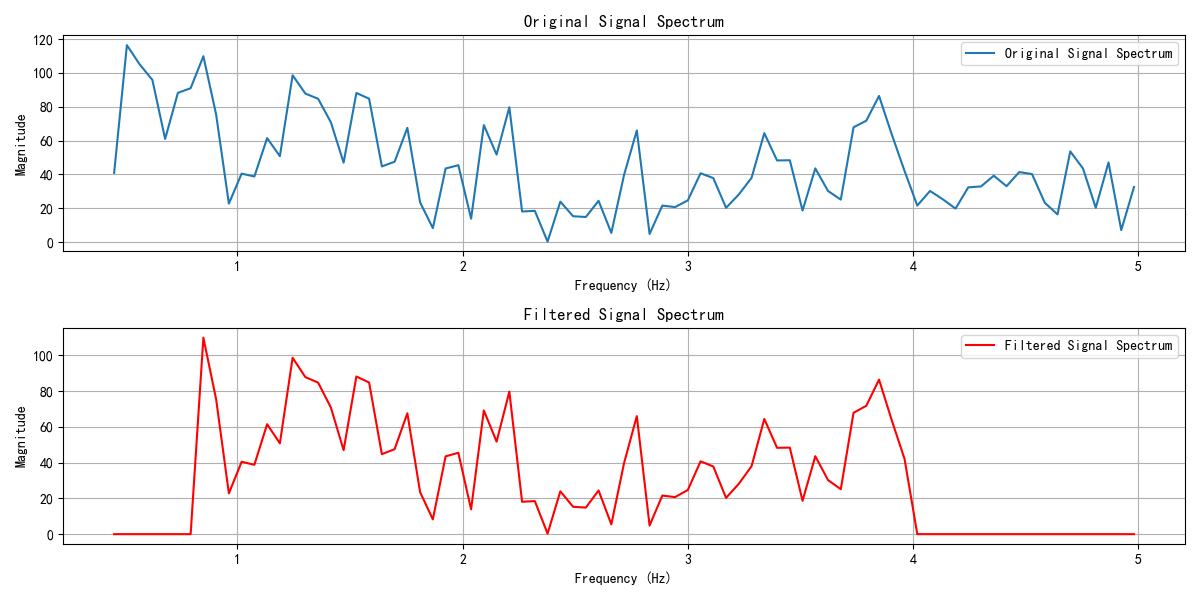 Original Signal Spectrum
120
100
80
60
40
20
0
Magnitude
Original Signal Spectrum
1 2 3 4 5
Frequency (Hz)
Filtered Signal Spectrum
100
80
60
40
20
0
Magnitude
Filtered Signal Spectrum
1 2 3 4 5
Frequency (Hz)